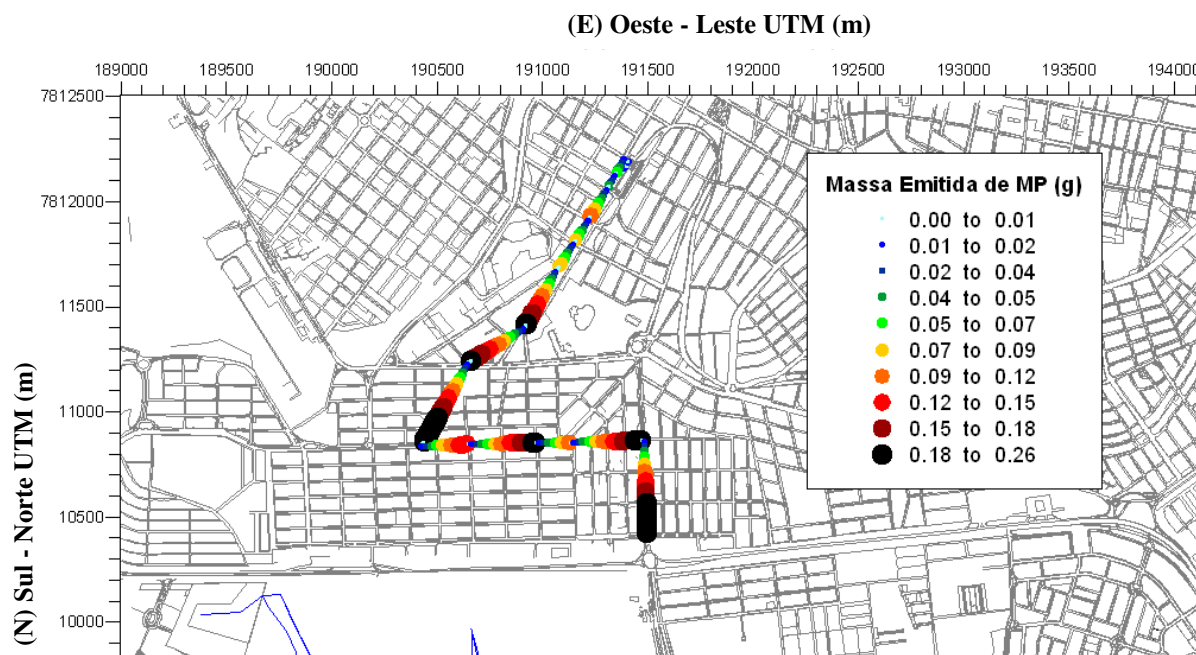 (E) Oeste - Leste UTM (m)
189000 189500 190000 190500 191000 191500 192000 192500 193000 193500 194000
7812500
7812000
11500
11000
10500
10000
(N) Sul - Norte UTM (m)
Massa Emitida de MP (g)
0.00 to 0.01
0.01 to 0.02
0.02 to 0.04
0.04 to 0.05
0.05 to 0.07
0.07 to 0.09
0.09 to 0.12
0.12 to 0.15
0.15 to 0.18
0.18 to 0.26